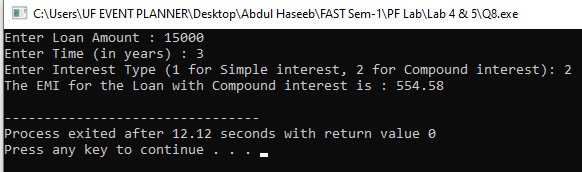 C:\Users\UF EVENT PLANNER\Desktop\Abdul Haseeb\FAST Sem-1\PF Lab\Lab 4 & 5\Q8.exe
Enter Loan Amount : 15000
Enter Time (in years) : 3
Enter Interest Type (1 for Simple interest, 2 for Compound interest): 2
The EMI for the Loan with Compound interest is : 554.58
--------------------------------
Process exited after 12.12 seconds with return value 0
Press any key to continue . . .